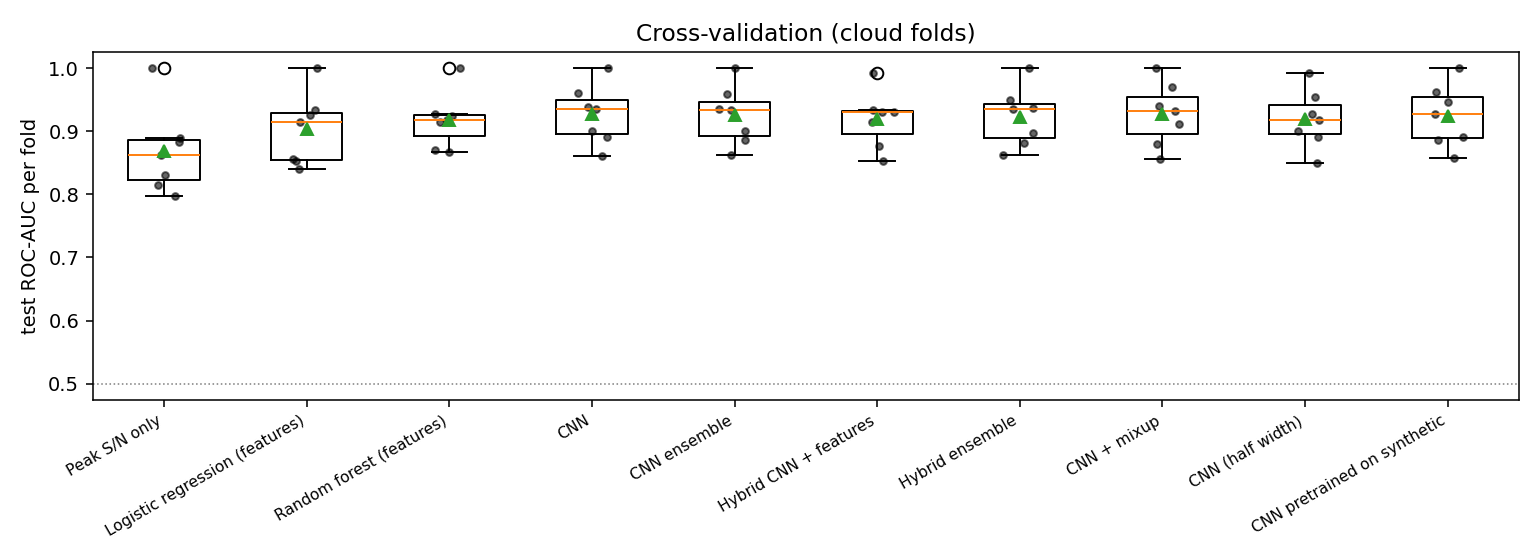 Cross-validation (cloud folds)
test ROC-AUC per fold
1.0
0.9
0.8
0.7
0.6
0.5
Peak S/N only
Logistic regression (features)
Random forest (features)
CNN
CNN ensemble
Hybrid CNN + features
Hybrid ensemble
CNN + mixup
CNN (half width)
CNN pretrained on synthetic